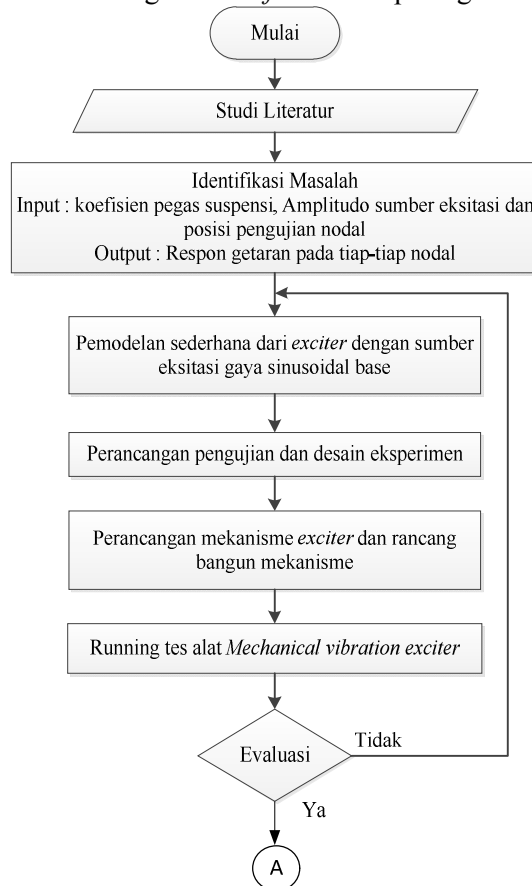 Mulai
Studi Literatur
Identifikasi Masalah
Input : koefisien pegas suspensi, Amplitudo sumber eksitasi dan
posisi pengujian nodal
Output : Respon getaran pada tiap-tiap nodal
Pemodelan sederhana dari exciter dengan sumber
eksitasi gaya sinusoidal base
Perancangan pengujian dan desain eksperimen
Perancangan mekanisme exciter dan rancang
bangun mekanisme
Running tes alat Mechanical vibration exciter
Evaluasi
Tidak
Ya
A